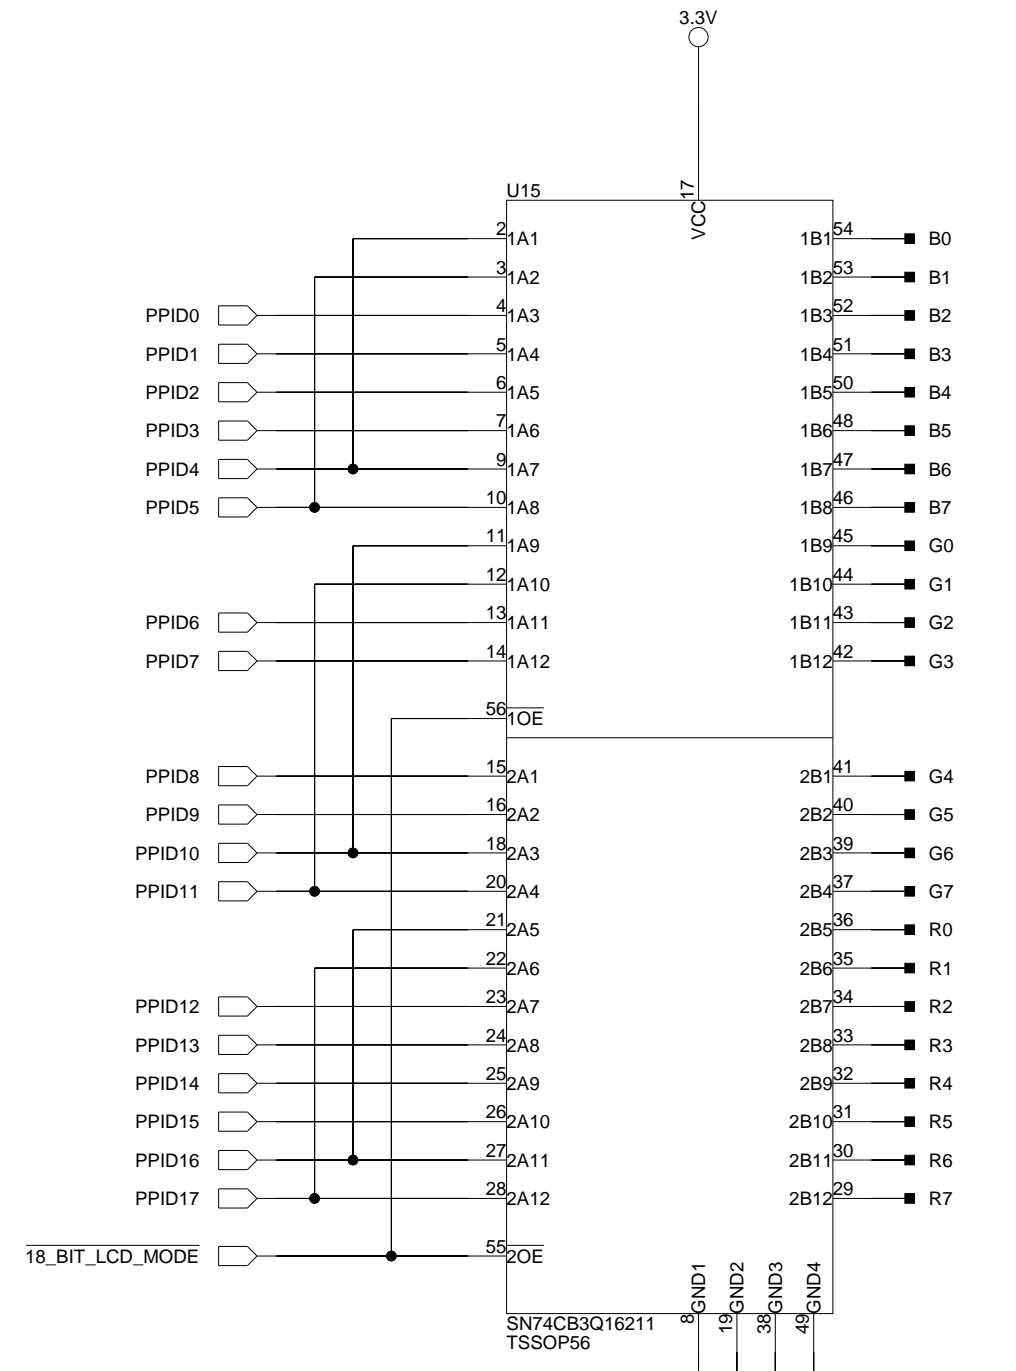 3.3V
U15
17
VCC
2 1A1 1B1 54 B0
3 1A2 1B2 53 B1
PPID0 4 1A3 1B3 52 B2
PPID1 5 1A4 1B4 51 B3
PPID2 6 1A5 1B5 50 B4
PPID3 7 1A6 1B6 48 B5
PPID4 9 1A7 1B7 47 B6
PPID5 10 1A8 1B8 46 B7
11 1A9 1B9 45 G0
12 1A10 1B10 44 G1
PPID6 13 1A11 1B11 43 G2
PPID7 14 1A12 1B12 42 G3
56 1OE
PPID8 15 2A1 2B1 41 G4
PPID9 16 2A2 2B2 40 G5
PPID10 18 2A3 2B3 39 G6
PPID11 20 2A4 2B4 37 G7
21 2A5 2B5 36 R0
22 2A6 2B6 35 R1
PPID12 23 2A7 2B7 34 R2
PPID13 24 2A8 2B8 33 R3
PPID14 25 2A9 2B9 32 R4
PPID15 26 2A10 2B10 31 R5
PPID16 27 2A11 2B11 30 R6
PPID17 28 2A12 2B12 29 R7
18_BIT_LCD_MODE 55 2OE
8 GND1
19 GND2
38 GND3
49 GND4
SN74CB3Q16211
TSSOP56